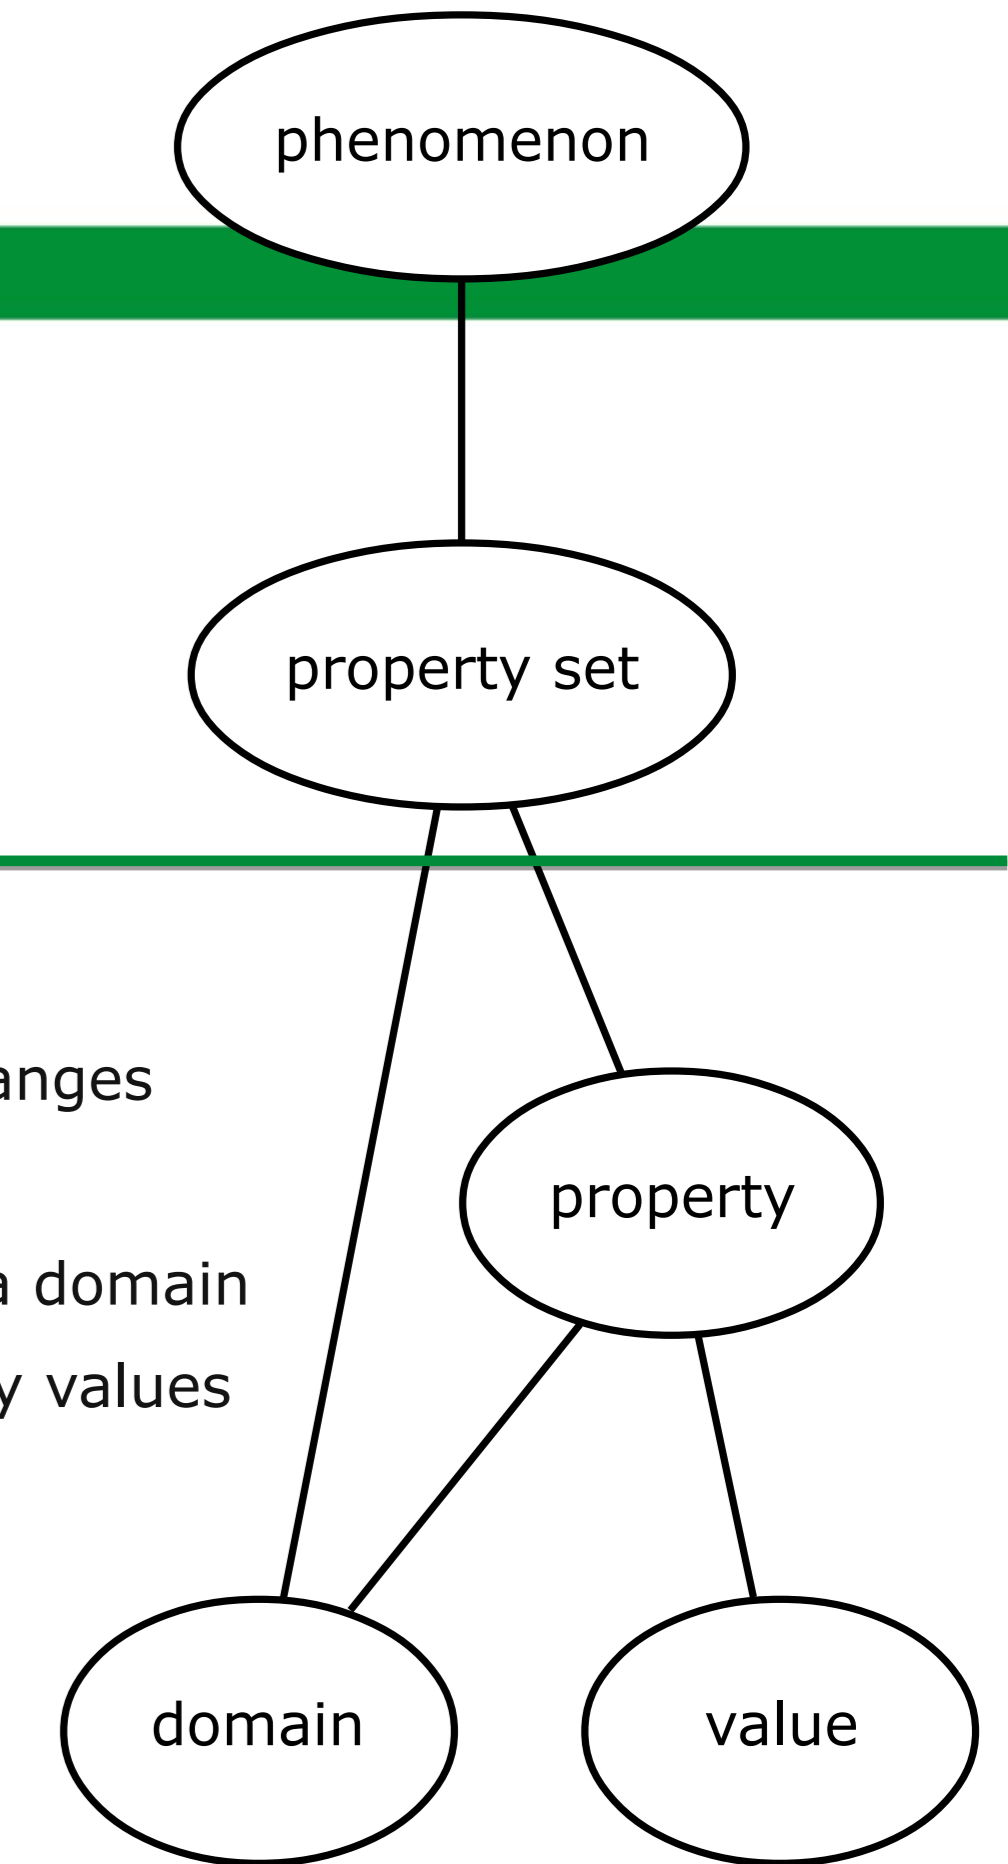 phenomenon
property set
anges
property
a domain
y values
domain
value